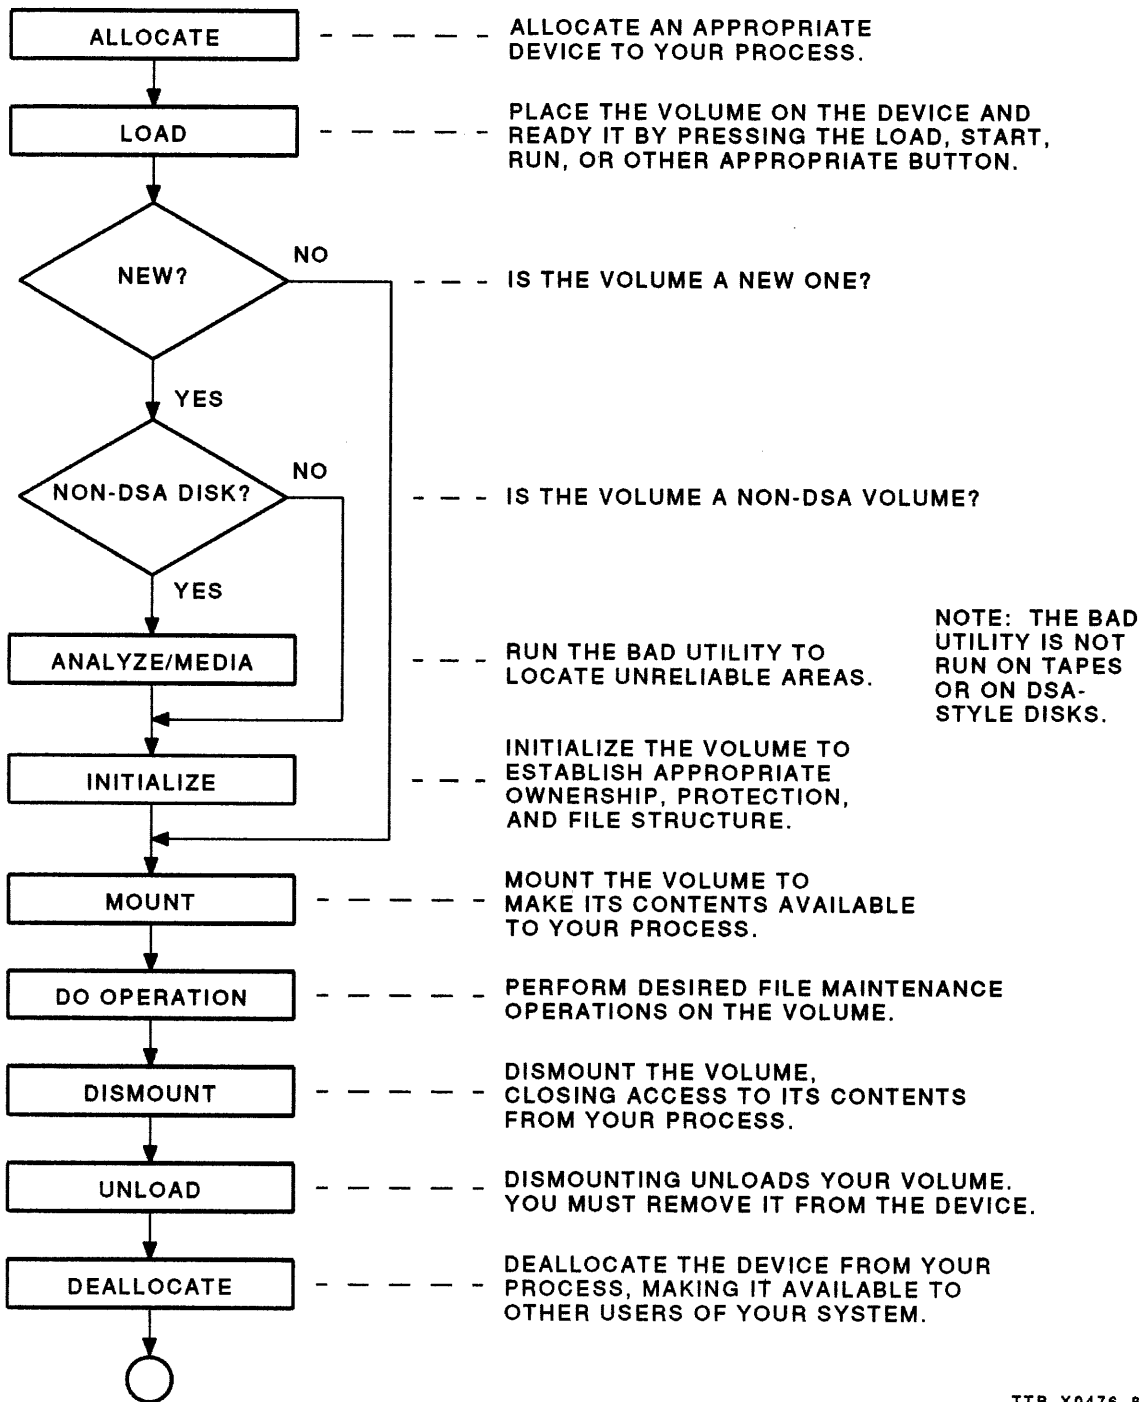 ALLOCATE
ALLOCATE AN APPROPRIATE
DEVICE TO YOUR PROCESS.
LOAD
PLACE THE VOLUME ON THE DEVICE AND
READY IT BY PRESSING THE LOAD, START,
RUN, OR OTHER APPROPRIATE BUTTON.
NEW?
NO
IS THE VOLUME A NEW ONE?
YES
NON-DSA DISK?
NO
IS THE VOLUME A NON-DSA VOLUME?
YES
ANALYZE/MEDIA
RUN THE BAD UTILITY TO
LOCATE UNRELIABLE AREAS.
NOTE: THE BAD
UTILITY IS NOT
RUN ON TAPES
OR ON DSA-
STYLE DISKS.
INITIALIZE
INITIALIZE THE VOLUME TO
ESTABLISH APPROPRIATE
OWNERSHIP, PROTECTION,
AND FILE STRUCTURE.
MOUNT
MOUNT THE VOLUME TO
MAKE ITS CONTENTS AVAILABLE
TO YOUR PROCESS.
DO OPERATION
PERFORM DESIRED FILE MAINTENANCE
OPERATIONS ON THE VOLUME.
DISMOUNT
DISMOUNT THE VOLUME,
CLOSING ACCESS TO ITS CONTENTS
FROM YOUR PROCESS.
UNLOAD
DISMOUNTING UNLOADS YOUR VOLUME.
YOU MUST REMOVE IT FROM THE DEVICE.
DEALLOCATE
DEALLOCATE THE DEVICE FROM YOUR
PROCESS, MAKING IT AVAILABLE TO
OTHER USERS OF YOUR SYSTEM.